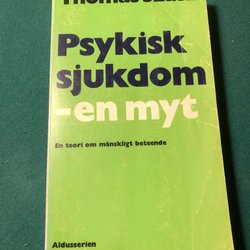 Thomas
Psykisk
sjukdom
-en myt
En teori om mänskligt beteende
Aldusserien